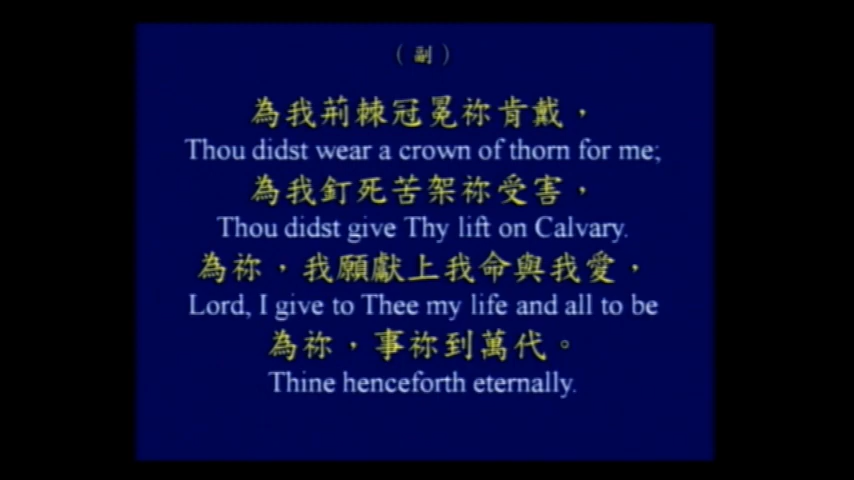 （副）
為我荊棘冠冕祢肯戴，
Thou didst wear a crown of thorn for me;
為我釘死苦架祢受害，
Thou didst give Thy lift on Calvary.
為祢，我願獻上我命與我愛，
Lord, I give to Thee my life and all to be
為祢，事祢到萬代。
Thine henceforth eternally.